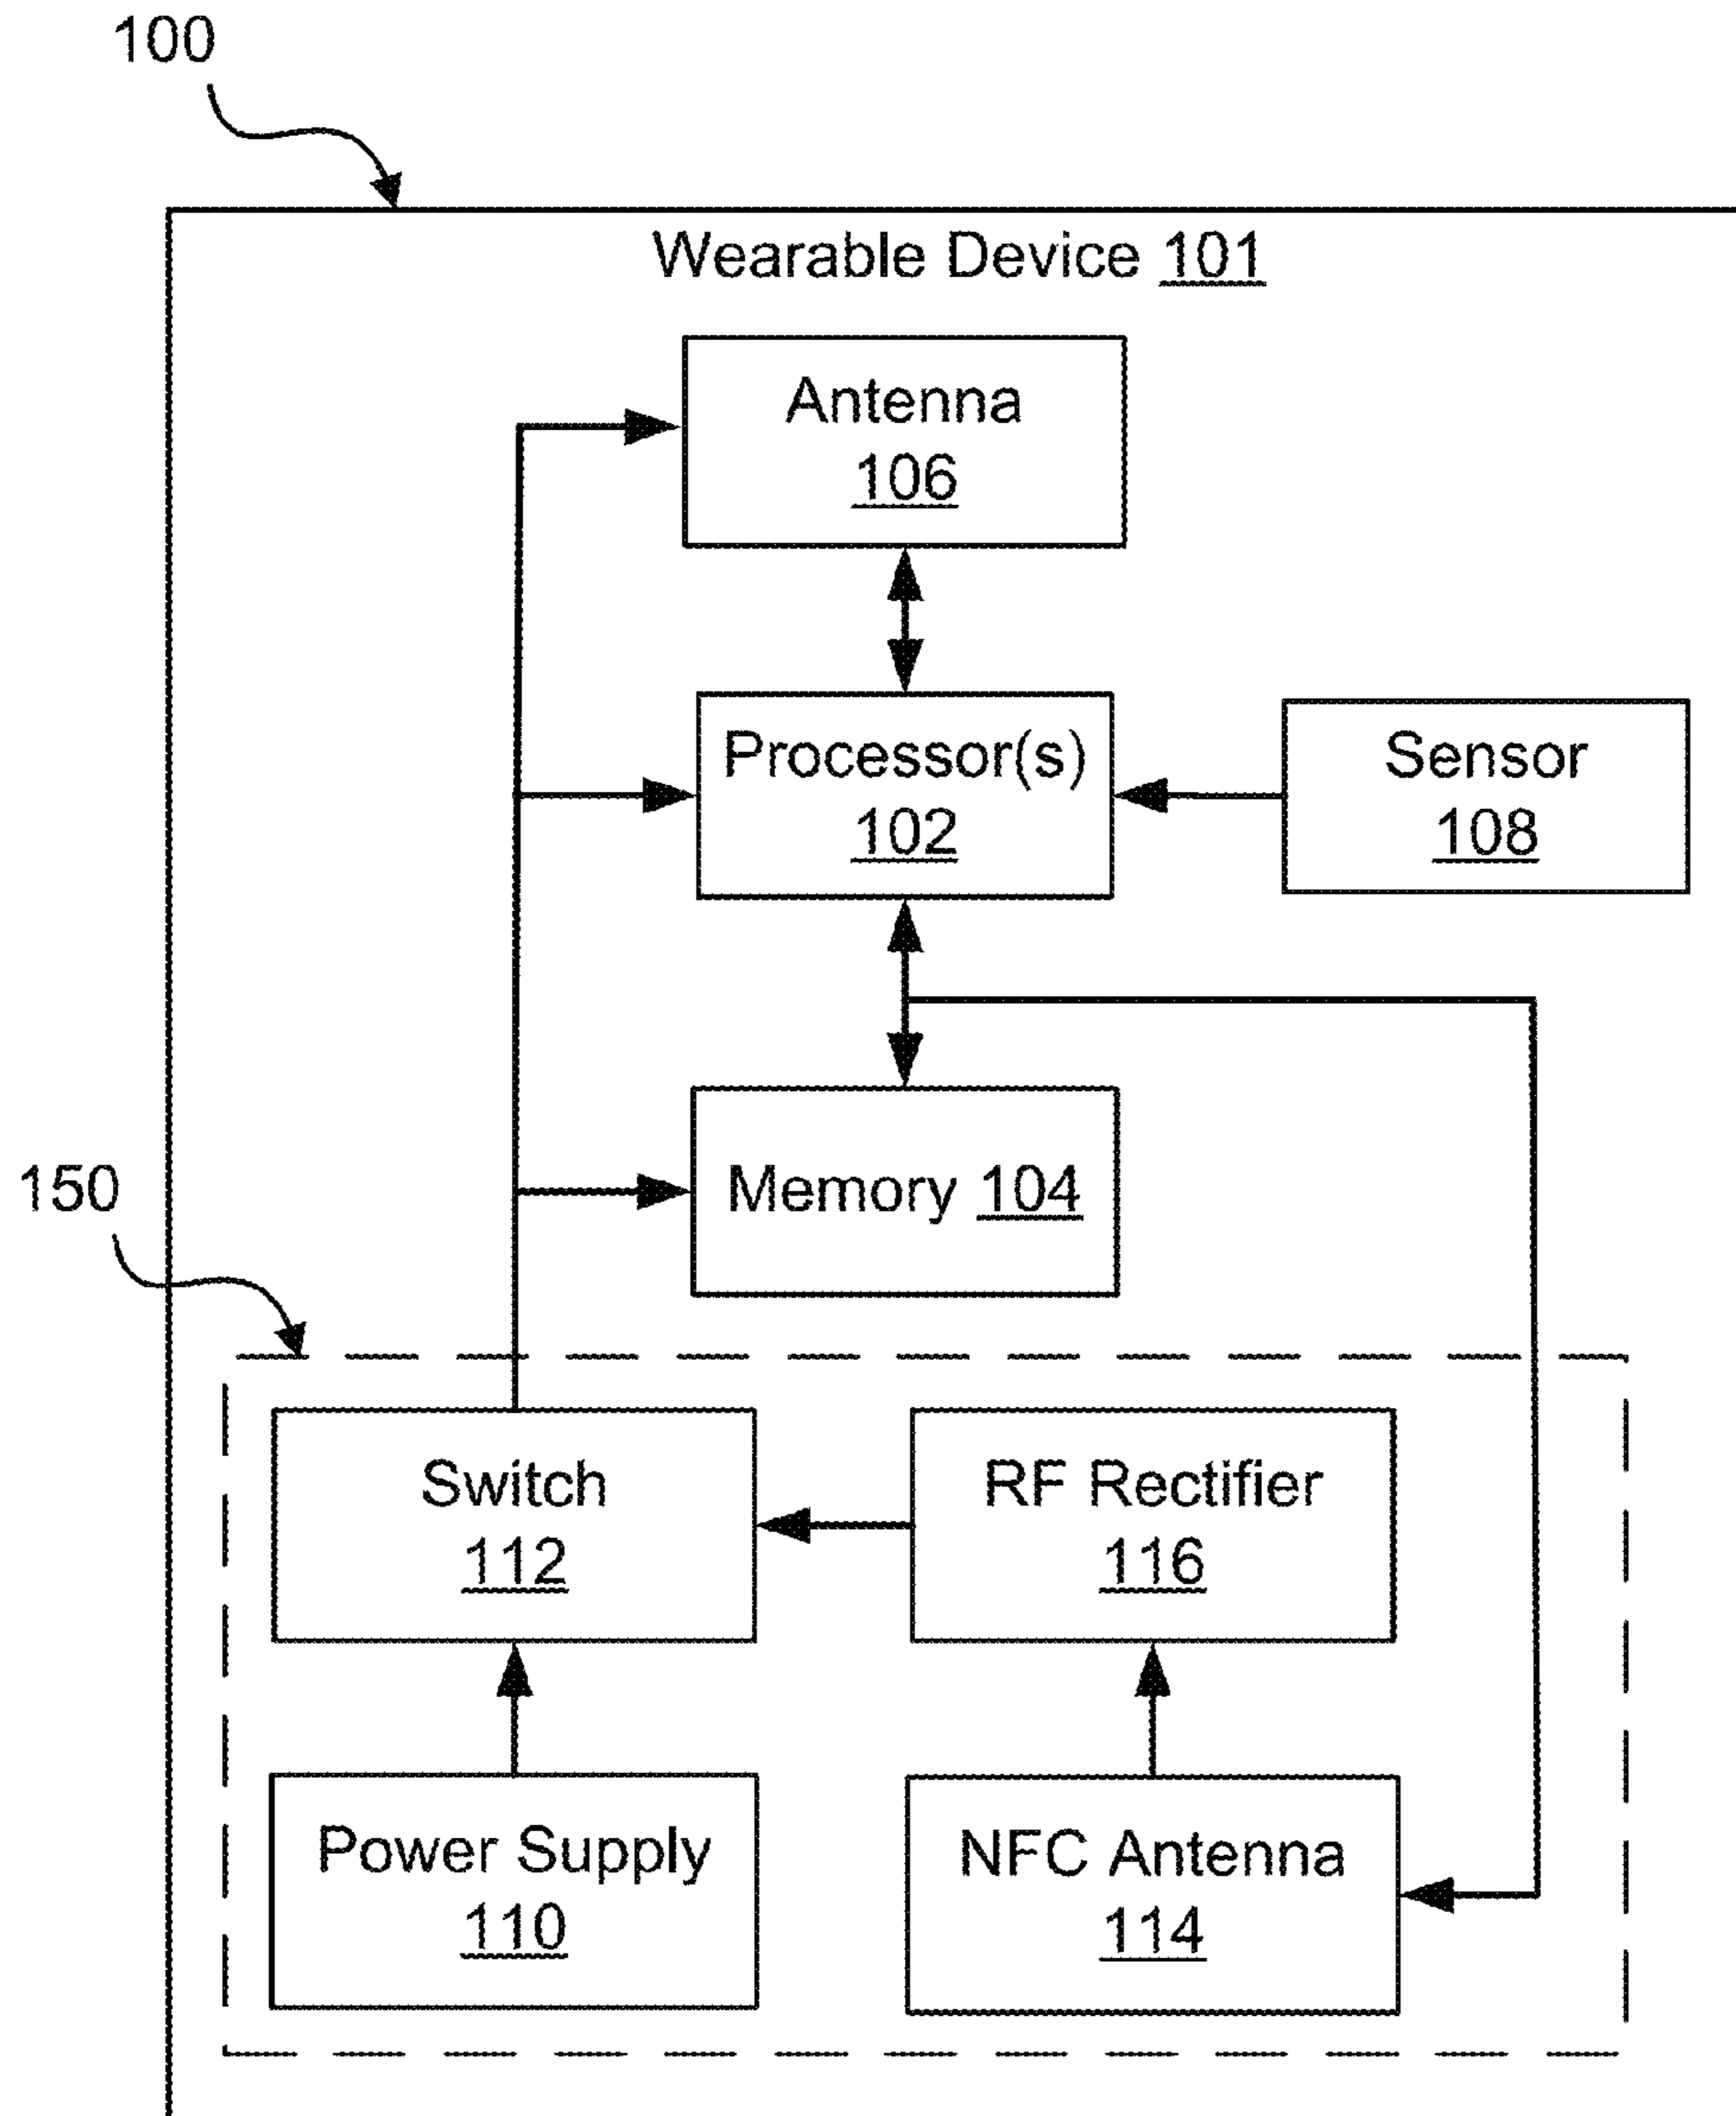 100
Wearable Device 101
Antenna
106
Processor(s)
102
Sensor
108
Memory 104
150
Switch
112
RF Rectifier
116
Power Supply
110
NFC Antenna
114